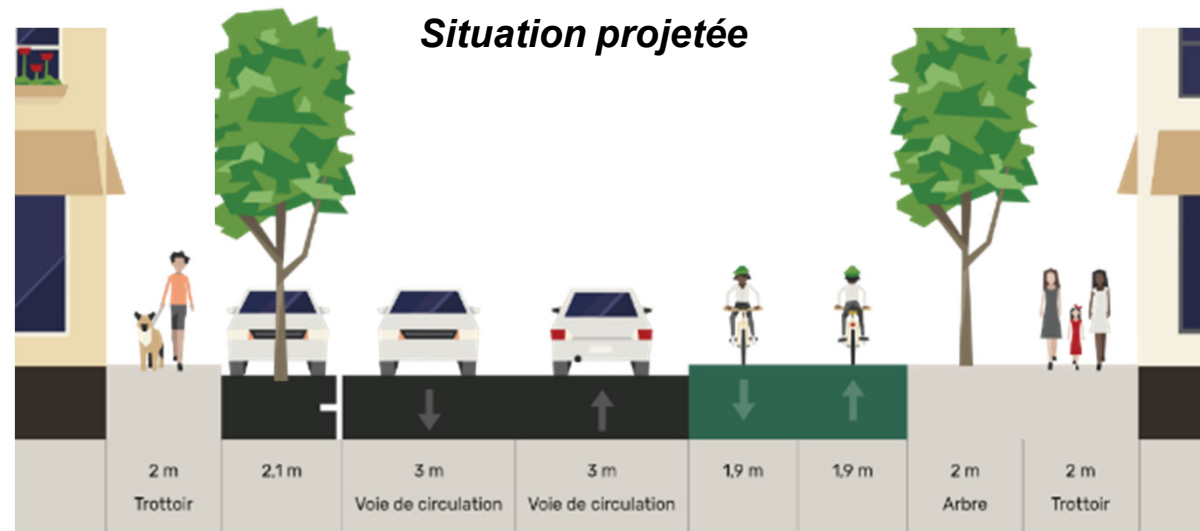 Situation projetée
2 m
Trottoir
2,1 m
3 m
Voie de circulation
3 m
Voie de circulation
1,9 m
1,9 m
2 m
Arbre
2 m
Trottoir